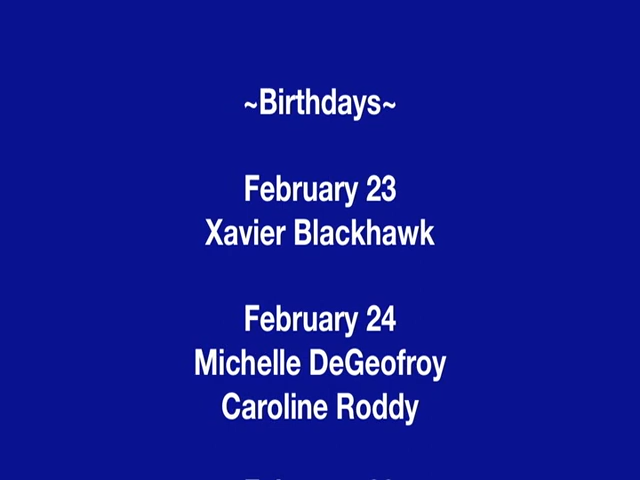 ~Birthdays~
February 23
Xavier Blackhawk
February 24
Michelle DeGeofroy
Caroline Roddy